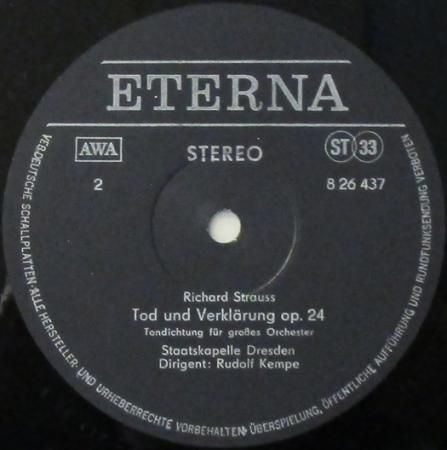 ETERNA
AWA
STEREO
ST 33
2
8 26 437
Richard Strauss
Tod und Verklärung op. 24
Tondichtung für großes Orchester
Staatskapelle Dresden
Dirigent: Rudolf Kempe
VEB DEUTSCHE SCHALLPLATTEN · ALLE HERSTELLER- UND URHEBERRECHTE VORBEHALTEN · ÜBERSPIELUNG, ÖFFENTLICHE AUFFÜHRUNG UND RUNDFUNKSENDUNG VERBOTEN